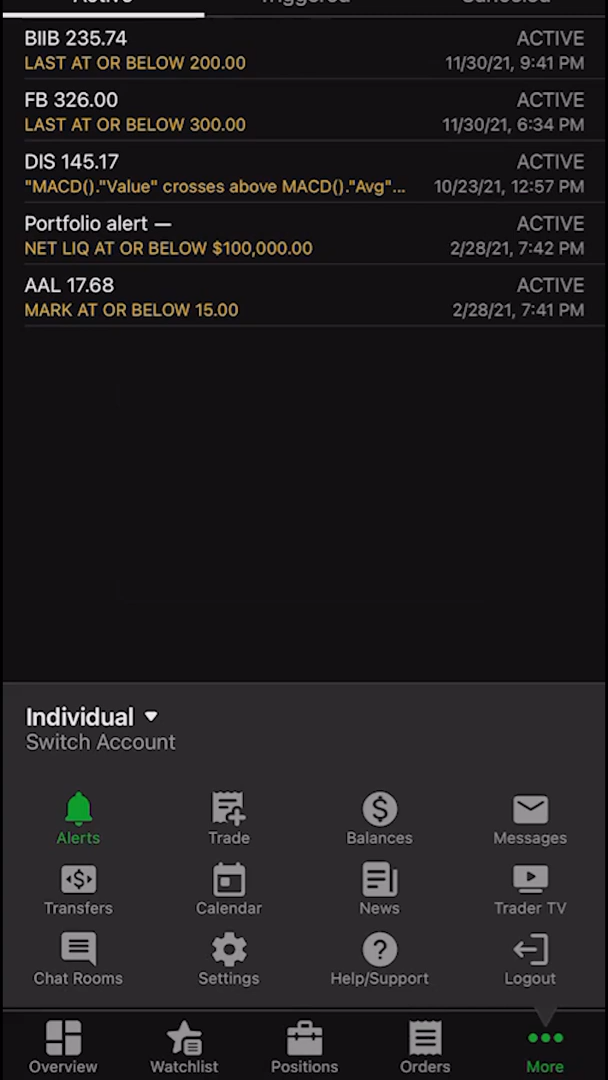 Active Triggered Canceled
BIIB 235.74 ACTIVE
LAST AT OR BELOW 200.00 11/30/21, 9:41 PM
FB 326.00 ACTIVE
LAST AT OR BELOW 300.00 11/30/21, 6:34 PM
DIS 145.17 ACTIVE
"MACD()."Value" crosses above MACD()."Avg"... 10/23/21, 12:57 PM
Portfolio alert — ACTIVE
NET LIQ AT OR BELOW $100,000.00 2/28/21, 7:42 PM
AAL 17.68 ACTIVE
MARK AT OR BELOW 15.00 2/28/21, 7:41 PM
Individual
Switch Account
Alerts Trade Balances Messages
Transfers Calendar News Trader TV
Chat Rooms Settings Help/Support Logout
Overview Watchlist Positions Orders More